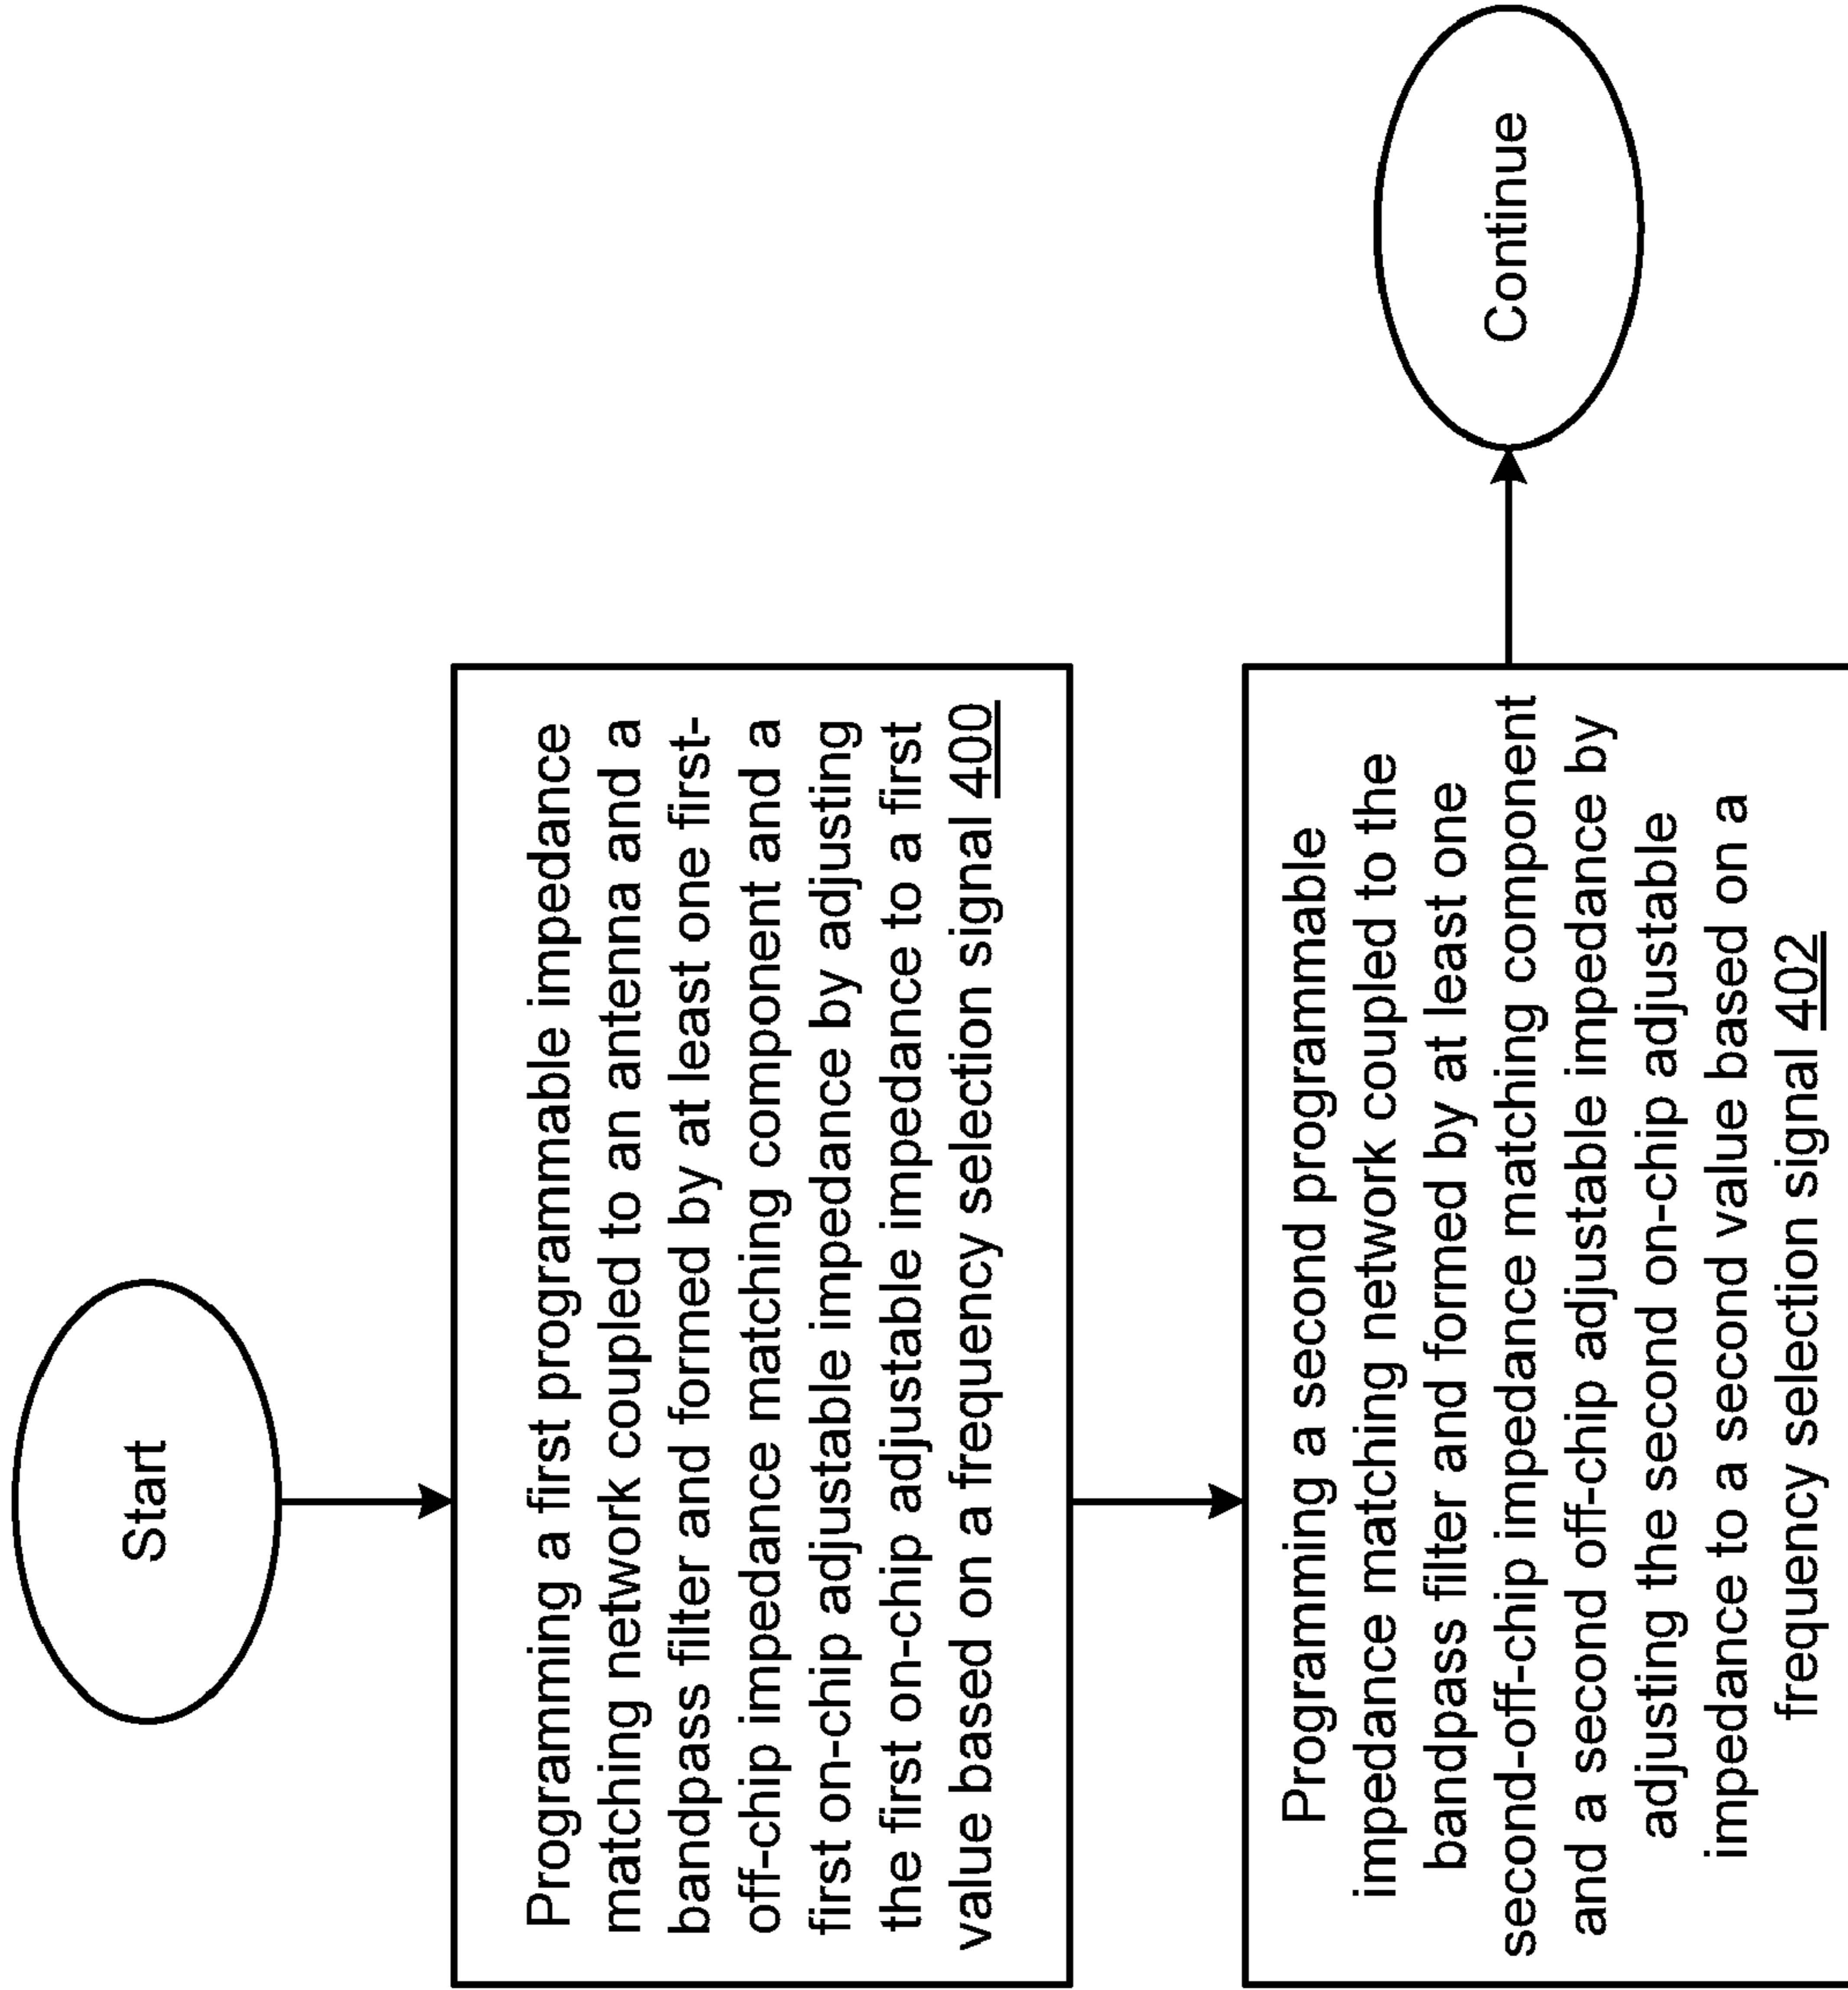 Start
Programming a first programmable impedance
matching network coupled to an antenna and a
bandpass filter and formed by at least one first-
off-chip impedance matching component and a
first on-chip adjustable impedance by adjusting
the first on-chip adjustable impedance to a first
value based on a frequency selection signal 400
Programming a second programmable
impedance matching network coupled to the
bandpass filter and formed by at least one
second-off-chip impedance matching component
and a second off-chip adjustable impedance by
adjusting the second on-chip adjustable
impedance to a second value based on a
frequency selection signal 402
Continue